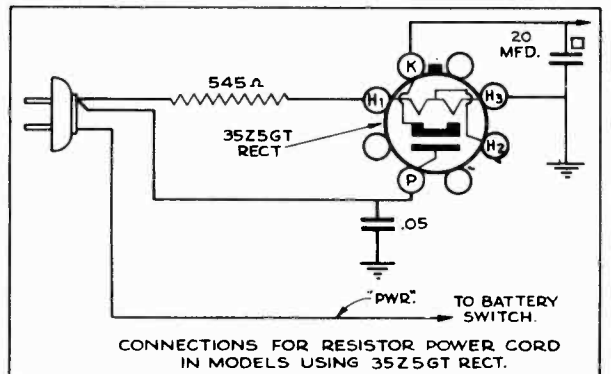 20
MFD.
K
545Ω
H1
H3
35Z5GT
RECT
H2
P
.05
"PWR".
TO BATTERY
SWITCH.
CONNECTIONS FOR RESISTOR POWER CORD
IN MODELS USING 35Z5GT RECT.